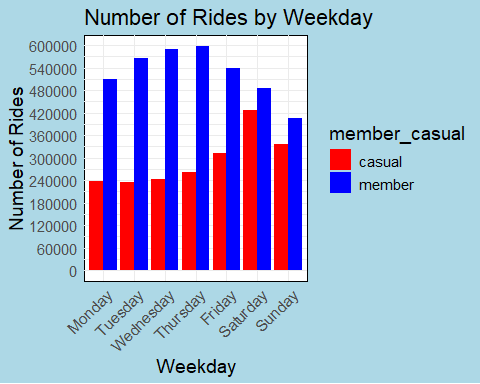 Number of Rides by Weekday
Number of Rides
600000
540000
480000
420000
360000
300000
240000
180000
120000
60000
0
Monday
Tuesday
Wednesday
Thursday
Friday
Saturday
Sunday
Weekday
member_casual
casual
member